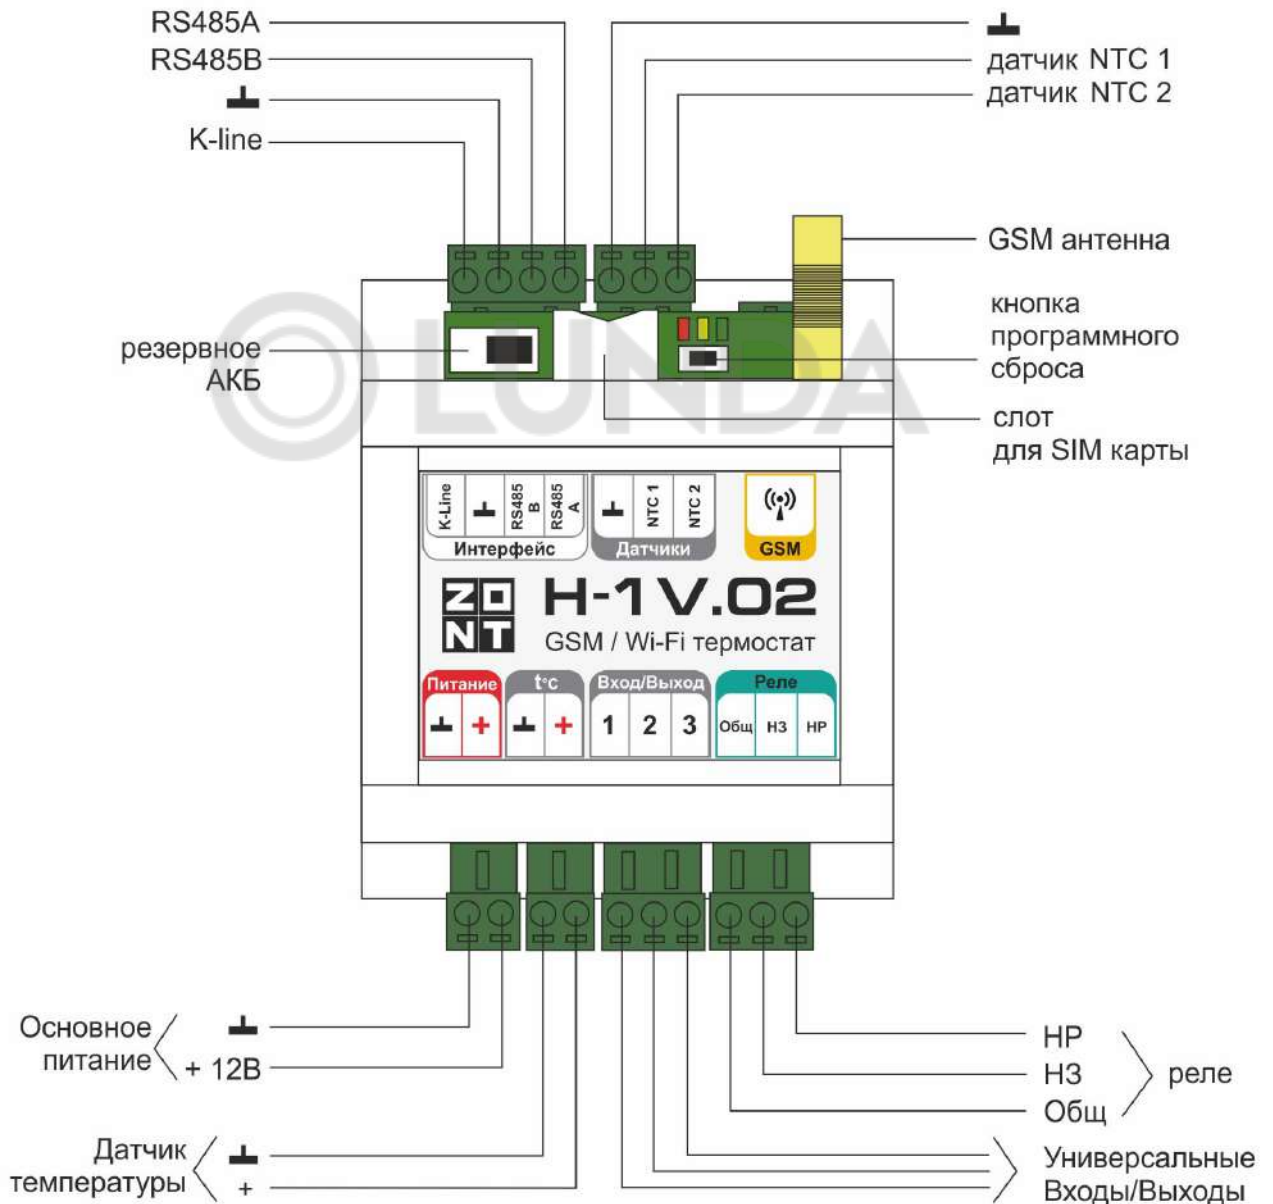 RS485A
RS485B
K-line
датчик NTC 1
датчик NTC 2
GSM антенна
кнопка
программного
сброса
резервное
АКБ
слот
для SIM карты
LUNDA
K-Line
RS485 B
RS485 A
Интерфейс
NTC 1
NTC 2
Датчики
GSM
ZONT
H-1V.02
GSM / Wi-Fi термостат
Питание
+
t°C
+
Вход/Выход
1 2 3
Реле
Общ НЗ НР
Основное
питание
+ 12В
Датчик
температуры
+
НР
НЗ
Общ
реле
Универсальные
Входы/Выходы